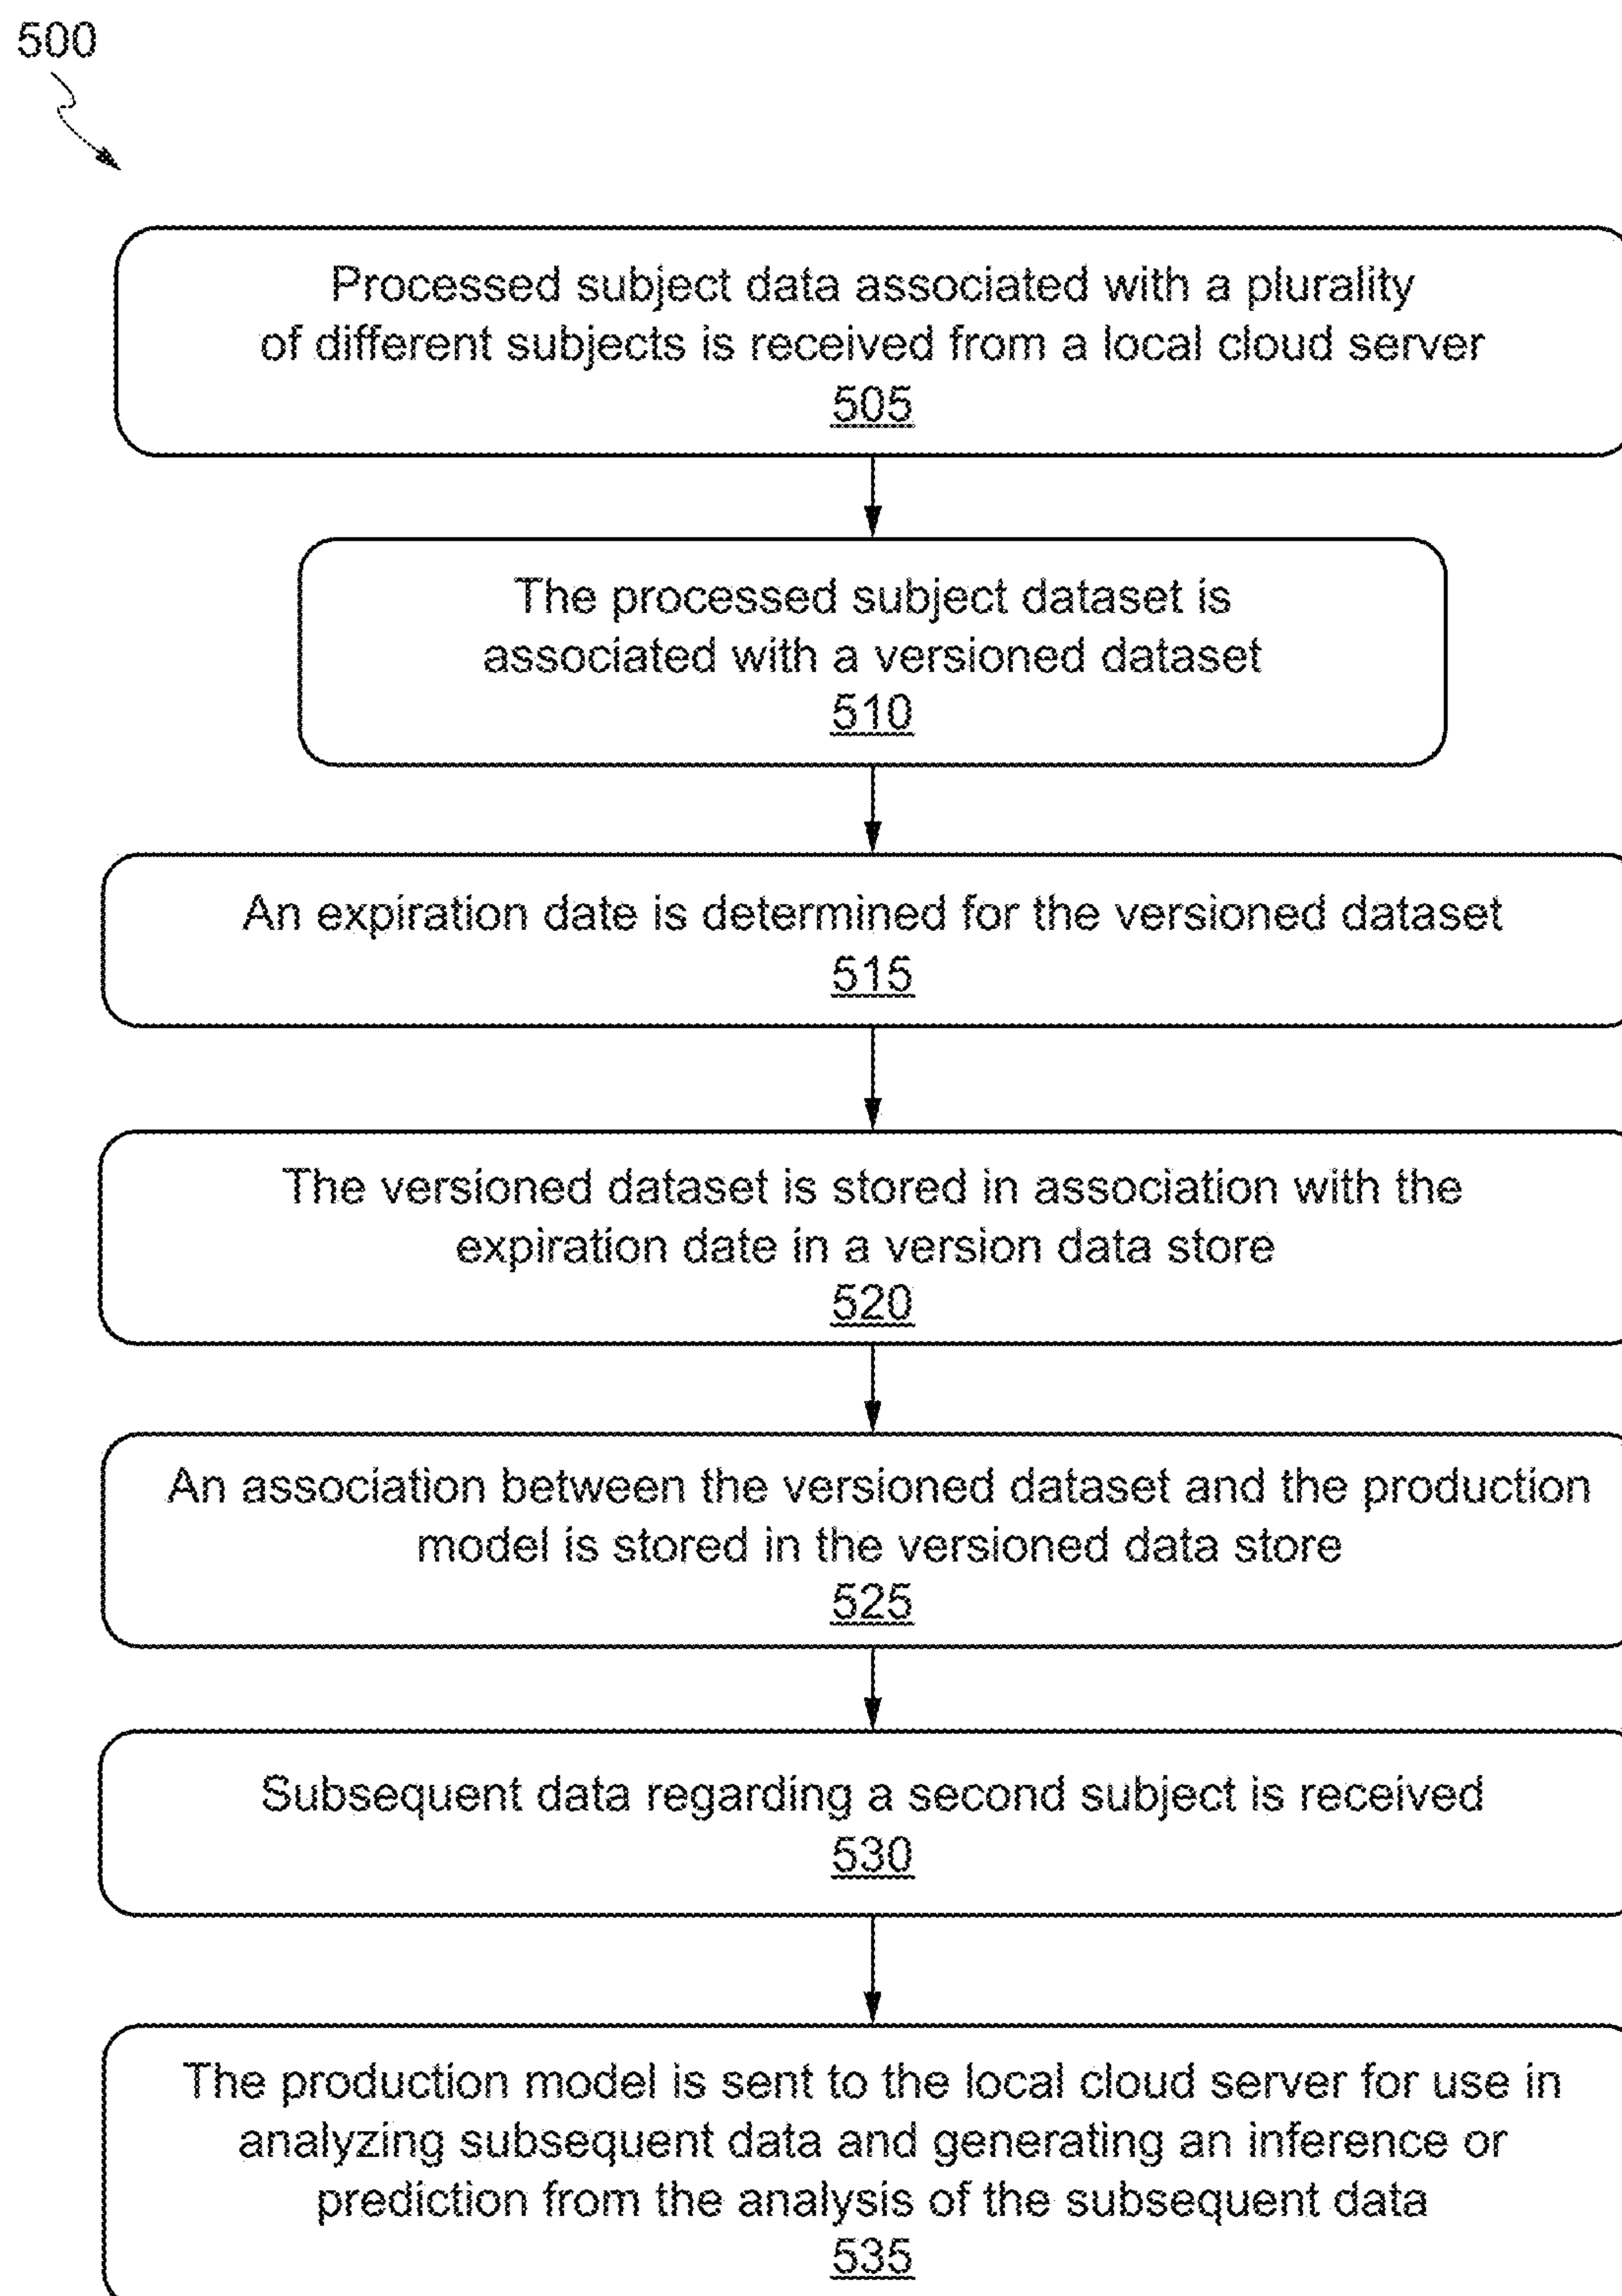 500
Processed subject data associated with a plurality
of different subjects is received from a local cloud server
505
The processed subject dataset is
associated with a versioned dataset
510
An expiration date is determined for the versioned dataset
515
The versioned dataset is stored in association with the
expiration date in a version data store
520
An association between the versioned dataset and the production
model is stored in the versioned data store
525
Subsequent data regarding a second subject is received
530
The production model is sent to the local cloud server for use in
analyzing subsequent data and generating an inference or
prediction from the analysis of the subsequent data
535